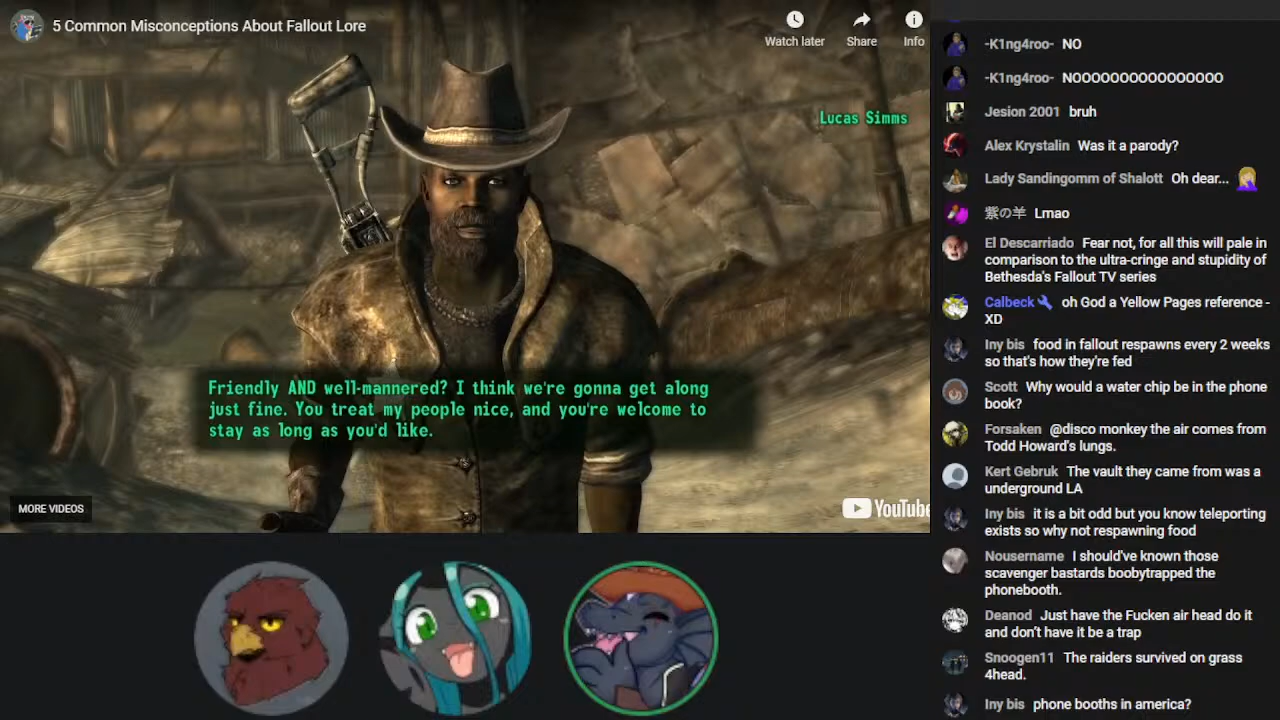 5 Common Misconceptions About Fallout Lore
Watch later
Share
Info
Lucas Simms
Friendly AND well-mannered? I think we're gonna get along
just fine. You treat my people nice, and you're welcome to
stay as long as you'd like.
MORE VIDEOS
YouTube
-K1ng4roo- NO
-K1ng4roo- NOOOOOOOOOOOOOOOO
Jesion 2001 bruh
Alex Krystalin Was it a parody?
Lady Sandingomm of Shalott Oh dear...
紫の羊 Lmao
El Descarriado Fear not, for all this will pale in
comparison to the ultra-cringe and stupidity of
Bethesda's Fallout TV series
Calbeck oh God a Yellow Pages reference -
XD
Iny bis food in fallout respawns every 2 weeks
so that's how they're fed
Scott Why would a water chip be in the phone
book?
Forsaken @disco monkey the air comes from
Todd Howard's lungs.
Kert Gebruk The vault they came from was a
underground LA
Iny bis it is a bit odd but you know teleporting
exists so why not respawning food
Nousername I should've known those
scavenger bastards boobytrapped the
phonebooth.
Deanod Just have the Fucken air head do it
and don't have it be a trap
Snoogen11 The raiders survived on grass
4head.
Iny bis phone booths in america?